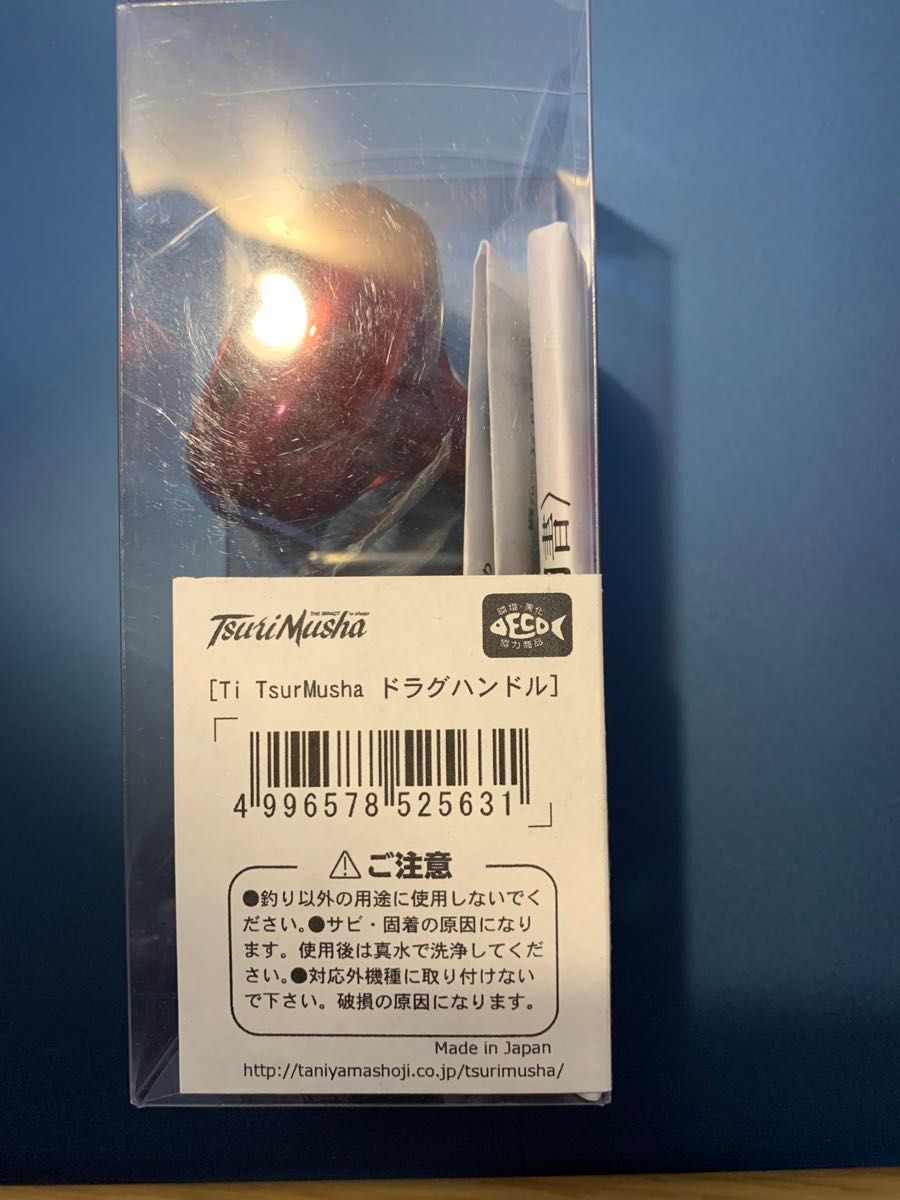 THE IMPACT by shogo
TsuriMusha
環境・美化
ECO
協力商品
[Ti TsurMusha ドラグハンドル]
4 996578 525631
ご注意
●釣り以外の用途に使用しないでく
ださい。●サビ・固着の原因になり
ます。使用後は真水で洗浄してくだ
さい。●対応外機種に取り付けない
で下さい。破損の原因になります。
Made in Japan
http://taniyamashoji.co.jp/tsurimusha/